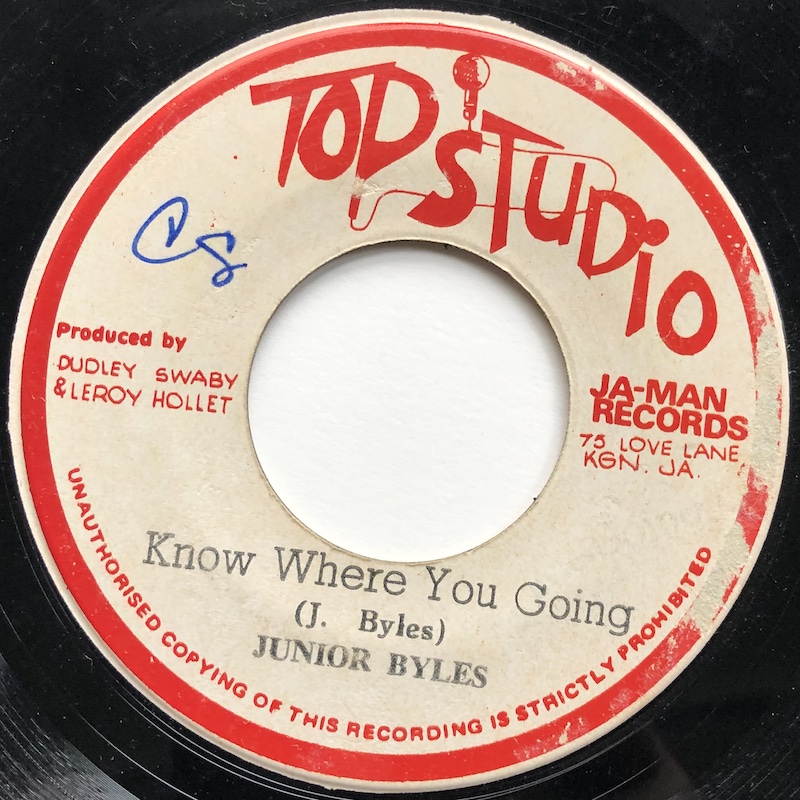 TOD STUDIO
Produced by
DUDLEY SWABY
& LEROY HOLLET
JA-MAN
RECORDS
75 LOVE LANE
KGN. JA.
Know Where You Going
(J. Byles)
JUNIOR BYLES
UNAUTHORISED COPYING OF THIS RECORDING IS STRICTLY PROHIBITED